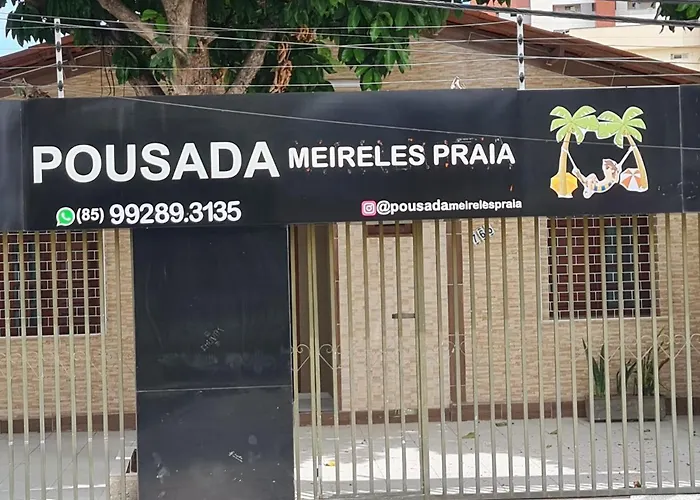 POUSADA MEIRELES PRAIA
(85) 99289.3135
@pousadameirelespraia